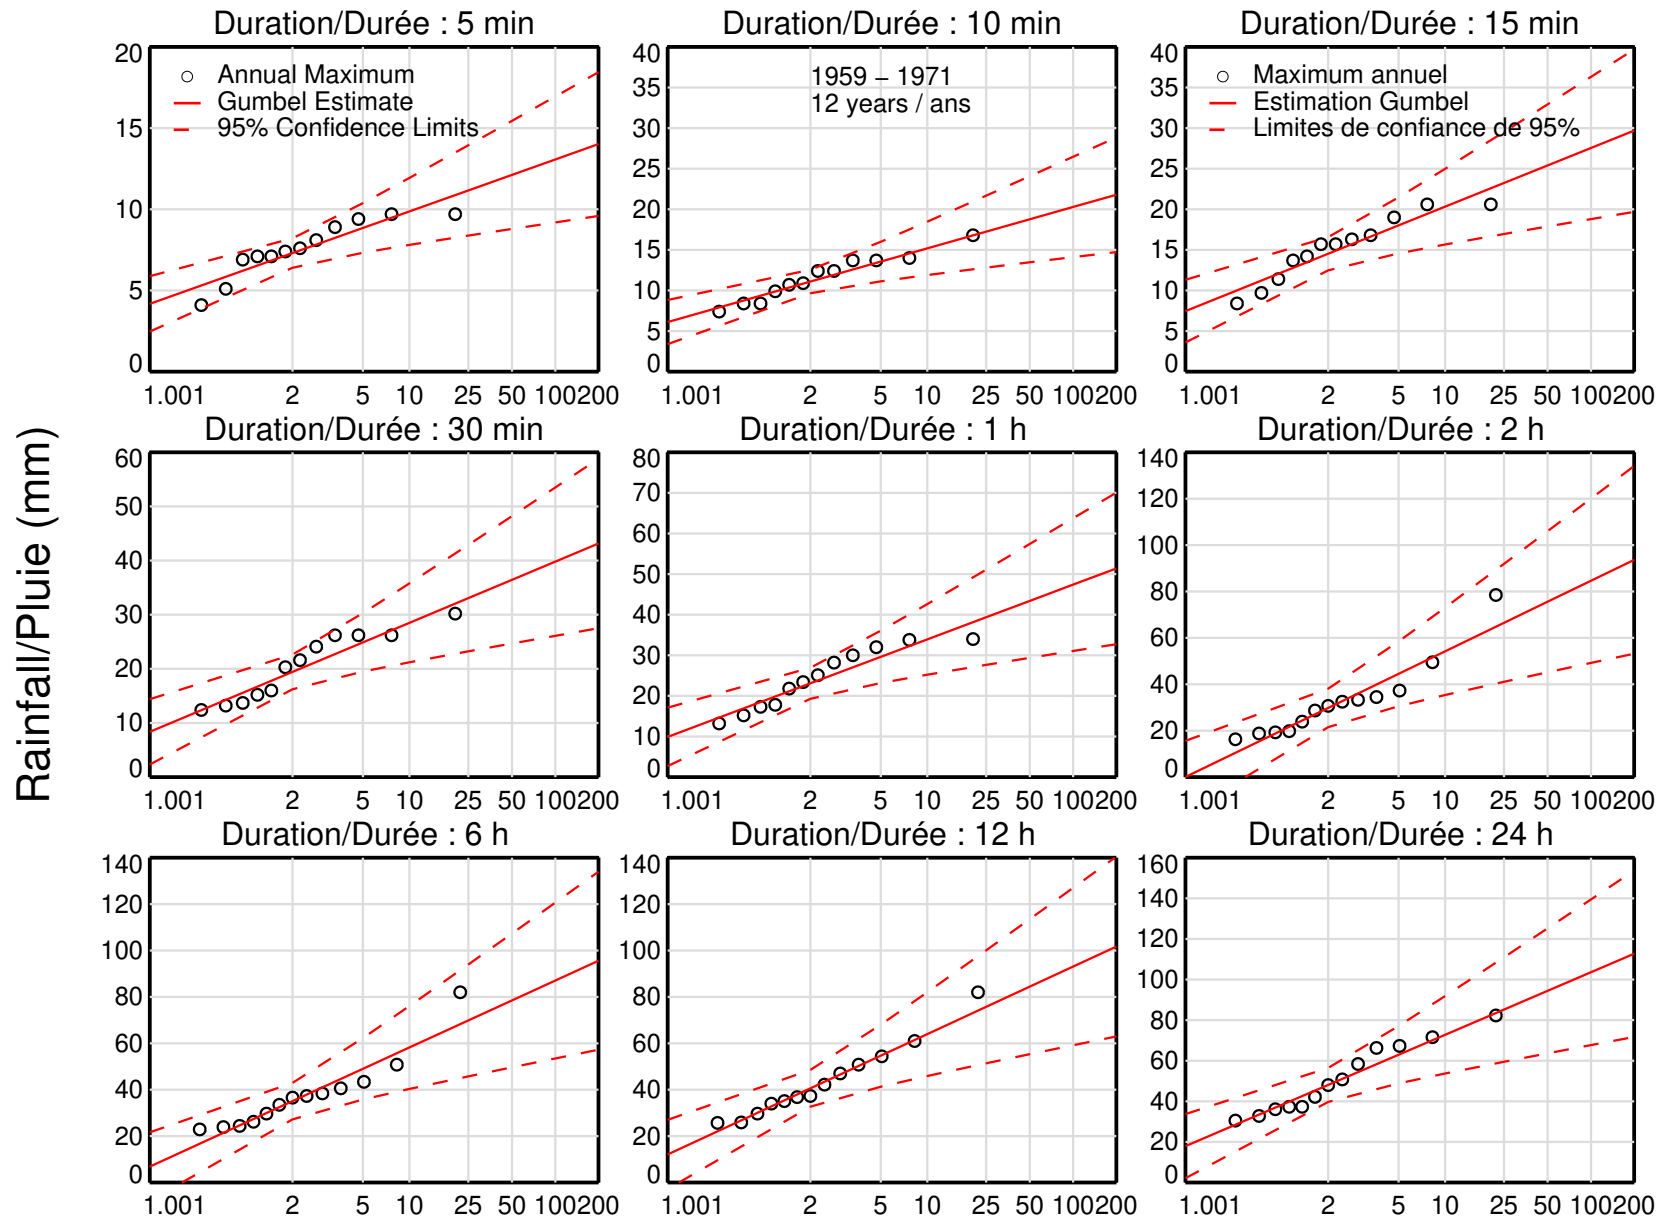 Duration/Durée : 5 min
Duration/Durée : 10 min
Duration/Durée : 15 min
20
15
10
5
0
Annual Maximum
Gumbel Estimate
95% Confidence Limits
1.001 2 5 10 25 50 100200
40
35
30
25
20
15
10
5
0
1959 − 1971
12 years / ans
1.001 2 5 10 25 50 100200
40
35
30
25
20
15
10
5
0
Maximum annuel
Estimation Gumbel
Limites de confiance de 95%
1.001 2 5 10 25 50 100200
Rainfall/Pluie (mm)
Duration/Durée : 30 min
Duration/Durée : 1 h
Duration/Durée : 2 h
60
50
40
30
20
10
0
1.001 2 5 10 25 50 100200
80
70
60
50
40
30
20
10
0
1.001 2 5 10 25 50 100200
140
120
100
80
60
40
20
0
1.001 2 5 10 25 50 100200
Duration/Durée : 6 h
Duration/Durée : 12 h
Duration/Durée : 24 h
140
120
100
80
60
40
20
0
1.001 2 5 10 25 50 100200
140
120
100
80
60
40
20
0
1.001 2 5 10 25 50 100200
160
140
120
100
80
60
40
20
0
1.001 2 5 10 25 50 100200